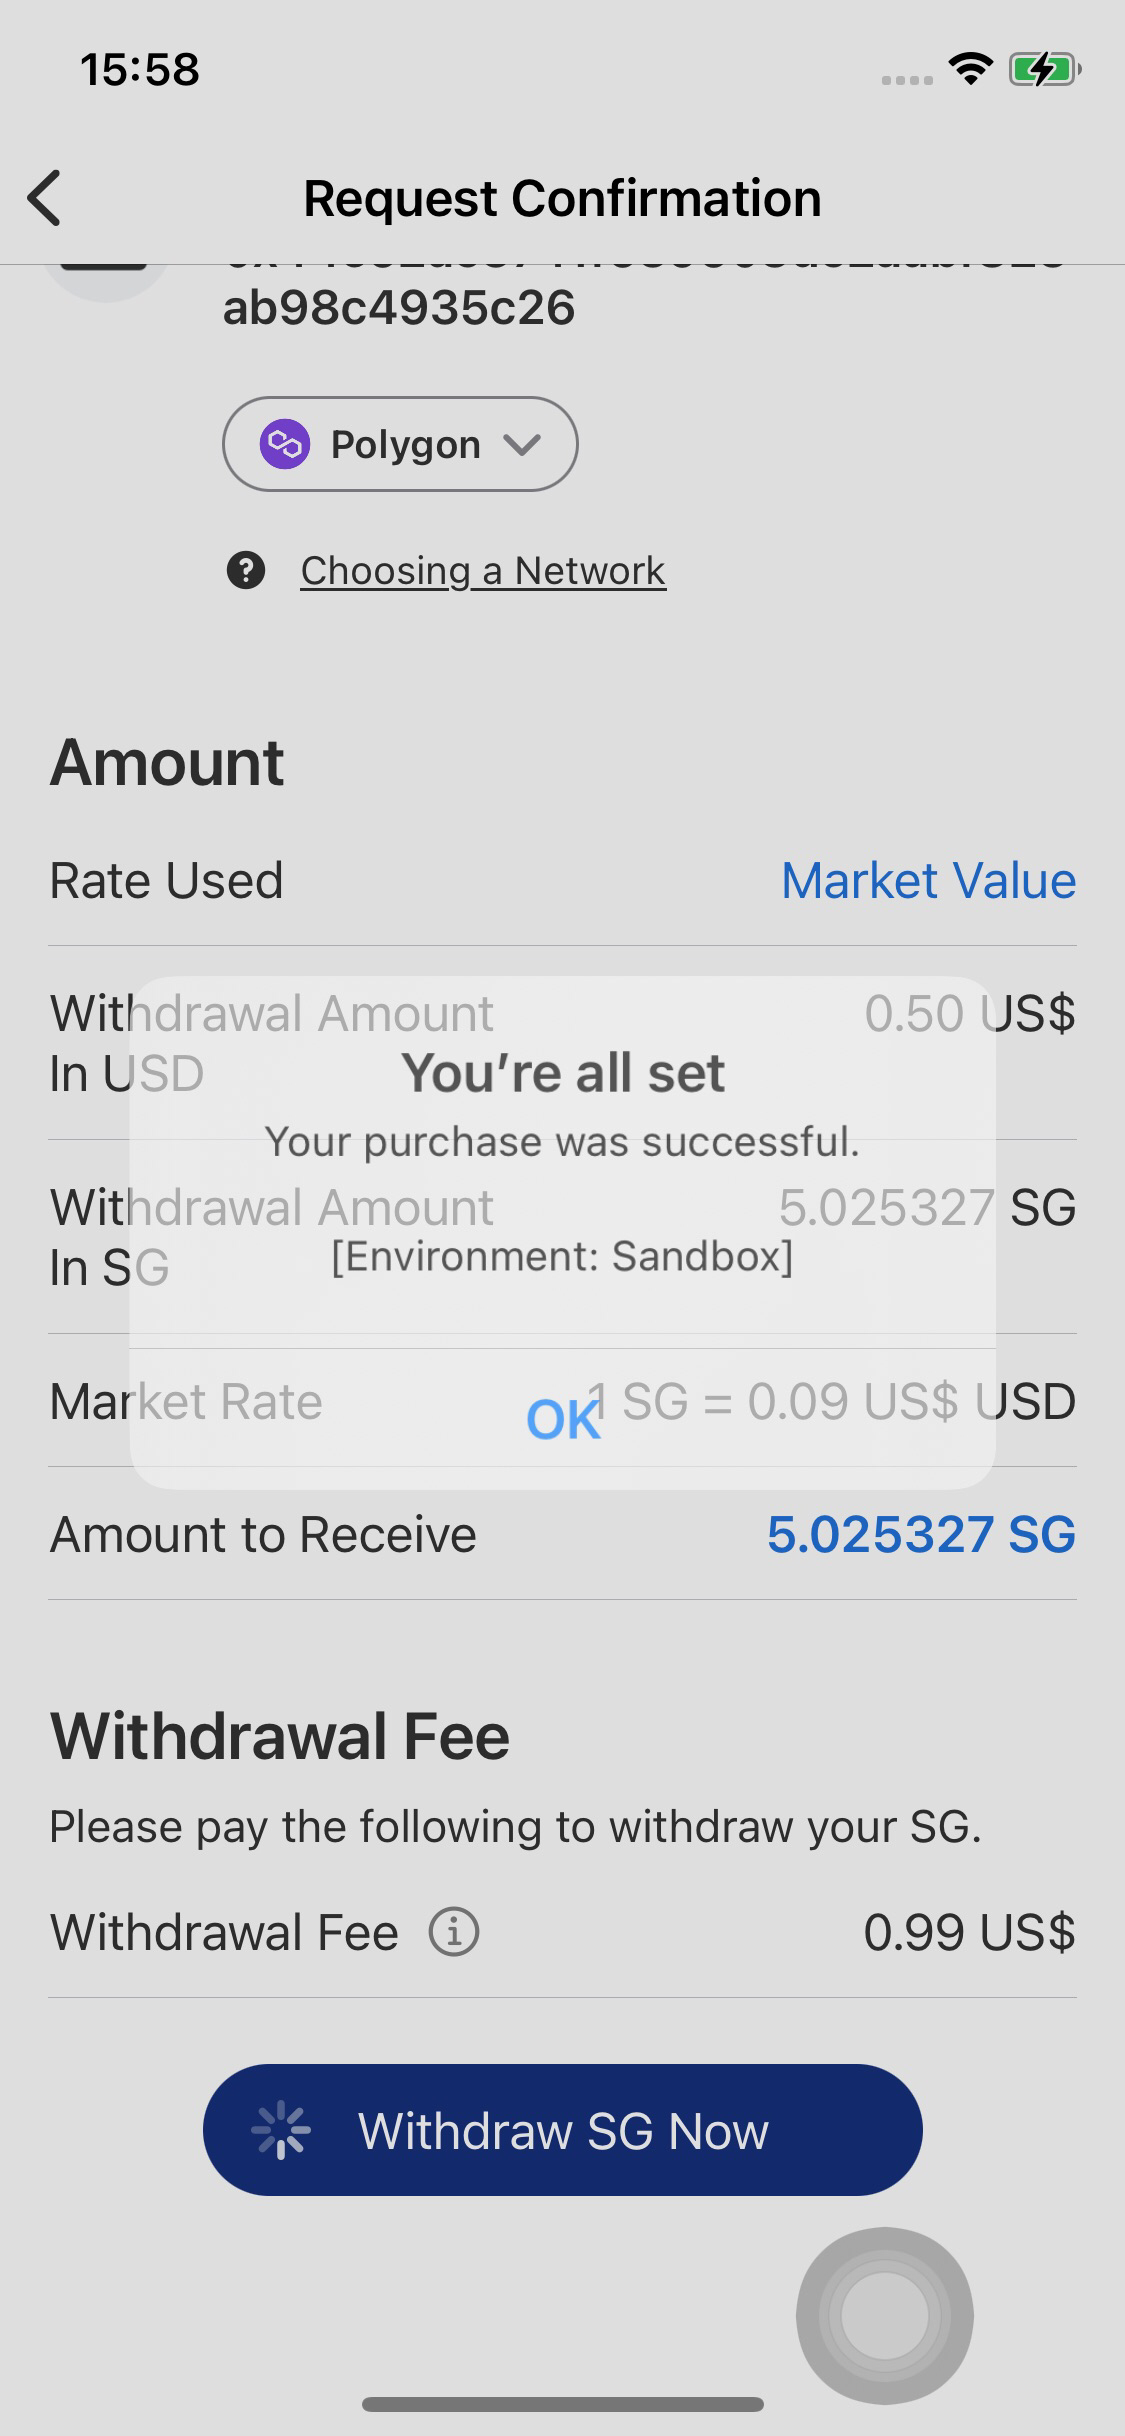 15:58
Request Confirmation
ab98c4935c26
Polygon
Choosing a Network
Amount
Rate Used Market Value
Withdrawal Amount 0.50 US$
In USD
You’re all set
Your purchase was successful.
Withdrawal Amount 5.025327 SG
In SG
[Environment: Sandbox]
Market Rate 1 SG = 0.09 US$ USD
OK
Amount to Receive 5.025327 SG
Withdrawal Fee
Please pay the following to withdraw your SG.
Withdrawal Fee 0.99 US$
Withdraw SG Now